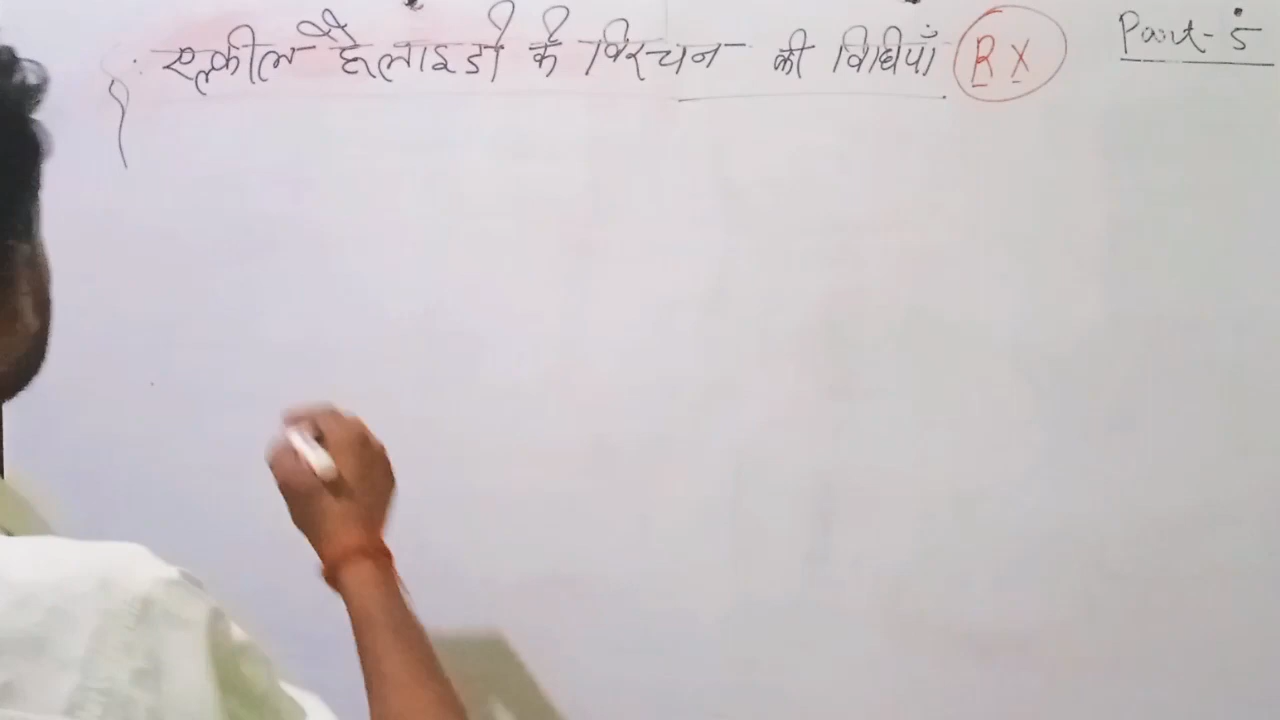 एल्कील हैलाइडों के विरचन की विधियाँ RX Part-5